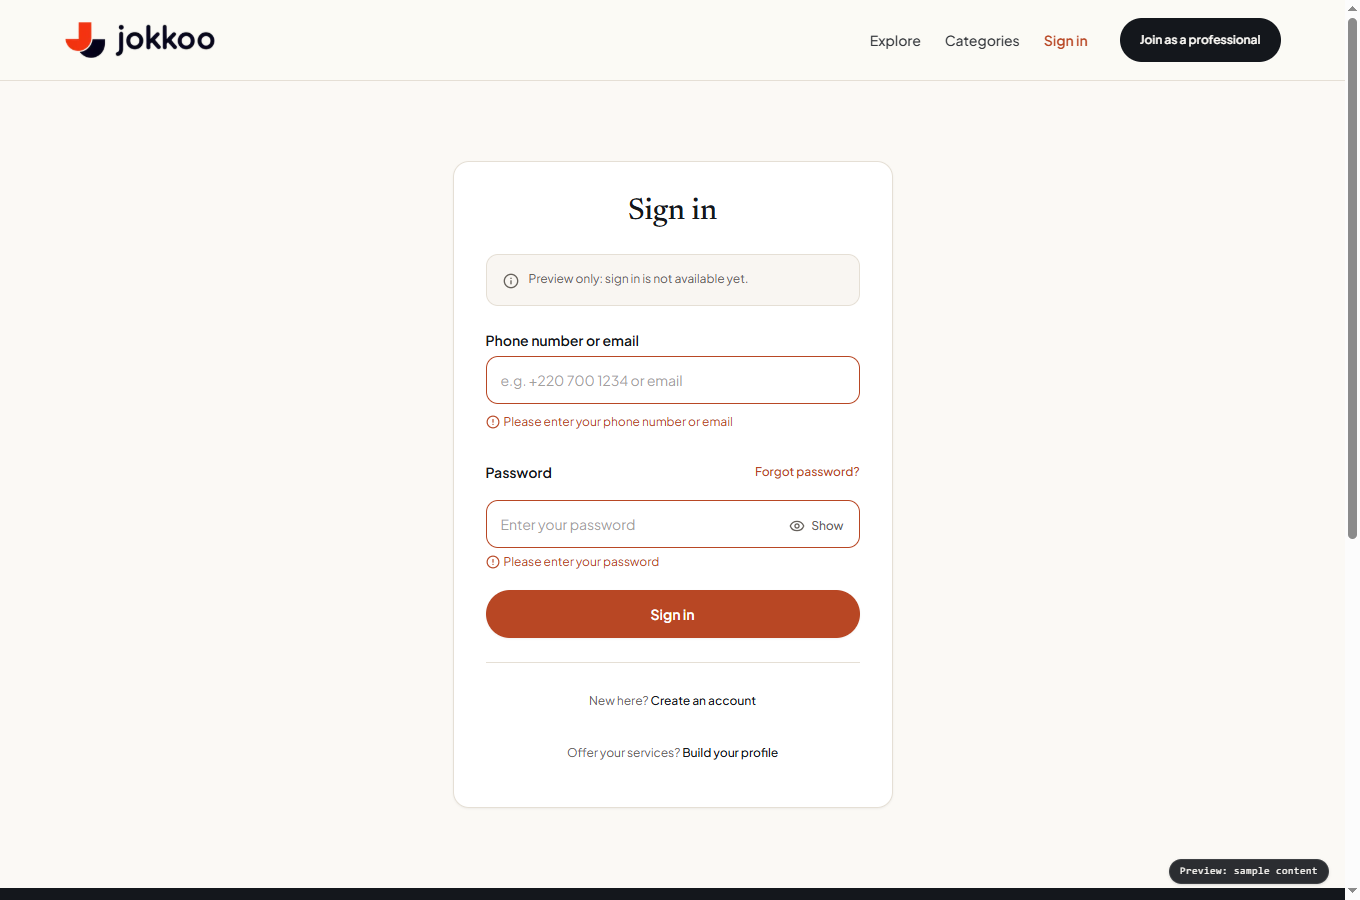 jokkoo
Explore
Categories
Sign in
Join as a professional
Sign in
Preview only: sign in is not available yet.
Phone number or email
e.g. +220 700 1234 or email
Please enter your phone number or email
Password
Forgot password?
Enter your password
Show
Please enter your password
Sign in
New here? Create an account
Offer your services? Build your profile
Preview: sample content